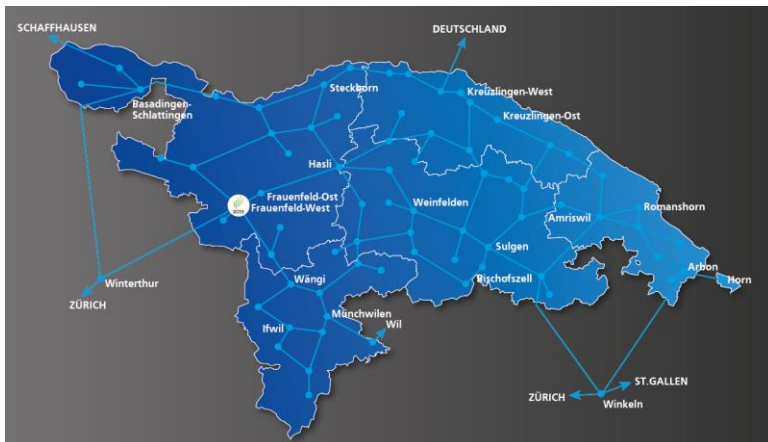 SCHAFFHAUSEN
DEUTSCHLAND
Steckborn
Kreuzlingen-West
Basadingen-
Schlattingen
Kreuzlingen-Ost
Hasli
Frauenfeld-Ost
Frauenfeld-West
Weinfelden
Romanshorn
Amriswil
Sulgen
Arbon
Wängi
Bischofszell
Horn
Winterthur
ZÜRICH
Münchwilen
Ifwil
Wil
ST.GALLEN
ZÜRICH
Winkeln